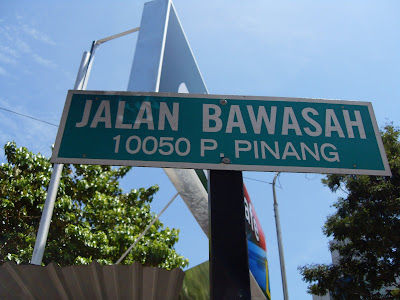 JALAN BAWASAH
10050 P. PINANG